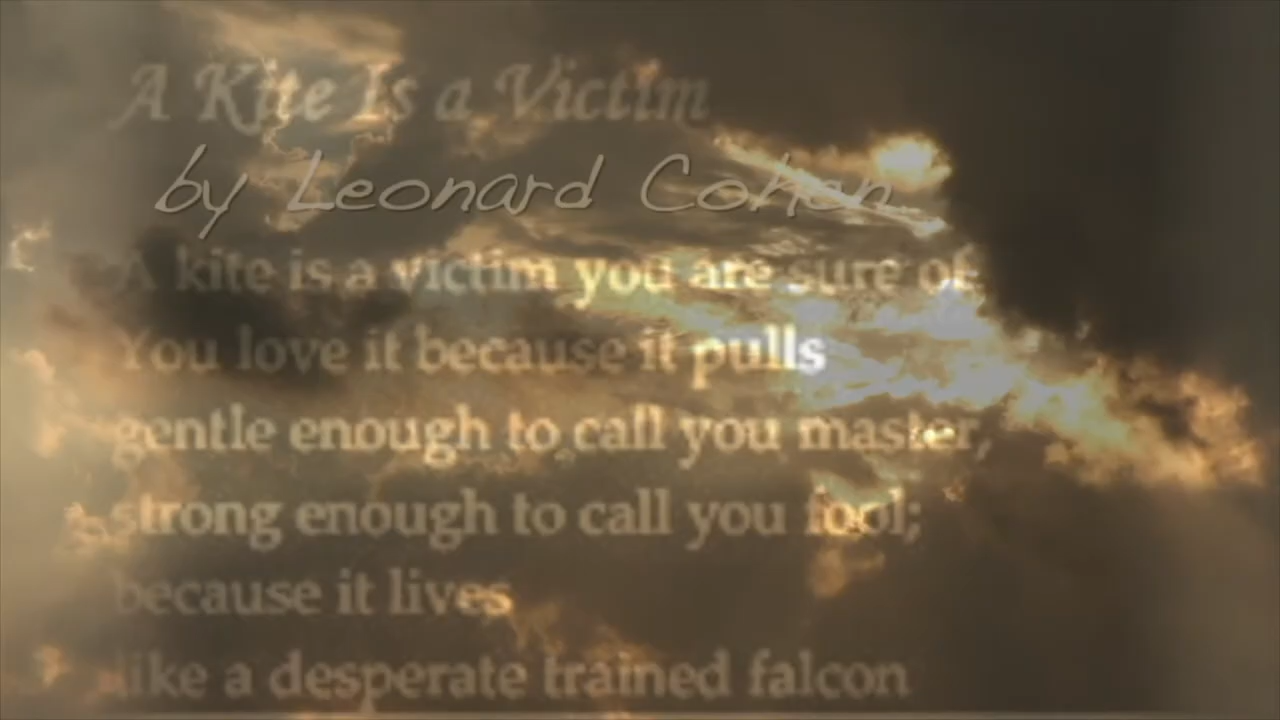 A Kite Is a Victim
by Leonard Cohen
A kite is a victim you are sure of.
You love it because it pulls
gentle enough to call you master,
strong enough to call you fool;
because it lives
like a desperate trained falcon